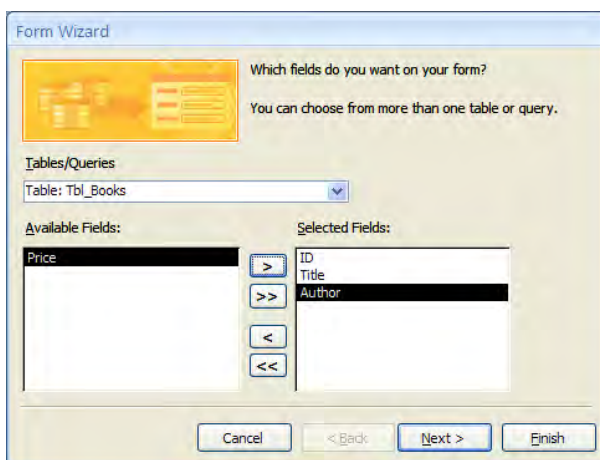 Form Wizard
Which fields do you want on your form?
You can choose from more than one table or query.
Tables/Queries
Table: Tbl_Books
Available Fields:
Selected Fields:
Price
>
>>
<
<<
ID
Title
Author
Cancel
< Back
Next >
Finish